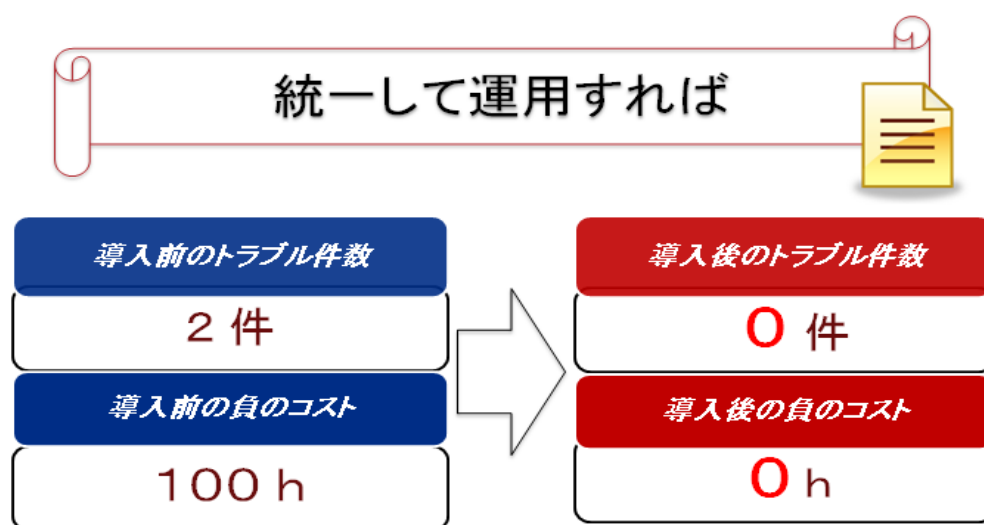 統一して運用すれば
導入前のトラブル件数
２件
導入前の負のコスト
１００ｈ
導入後のトラブル件数
０件
導入後の負のコスト
０ｈ